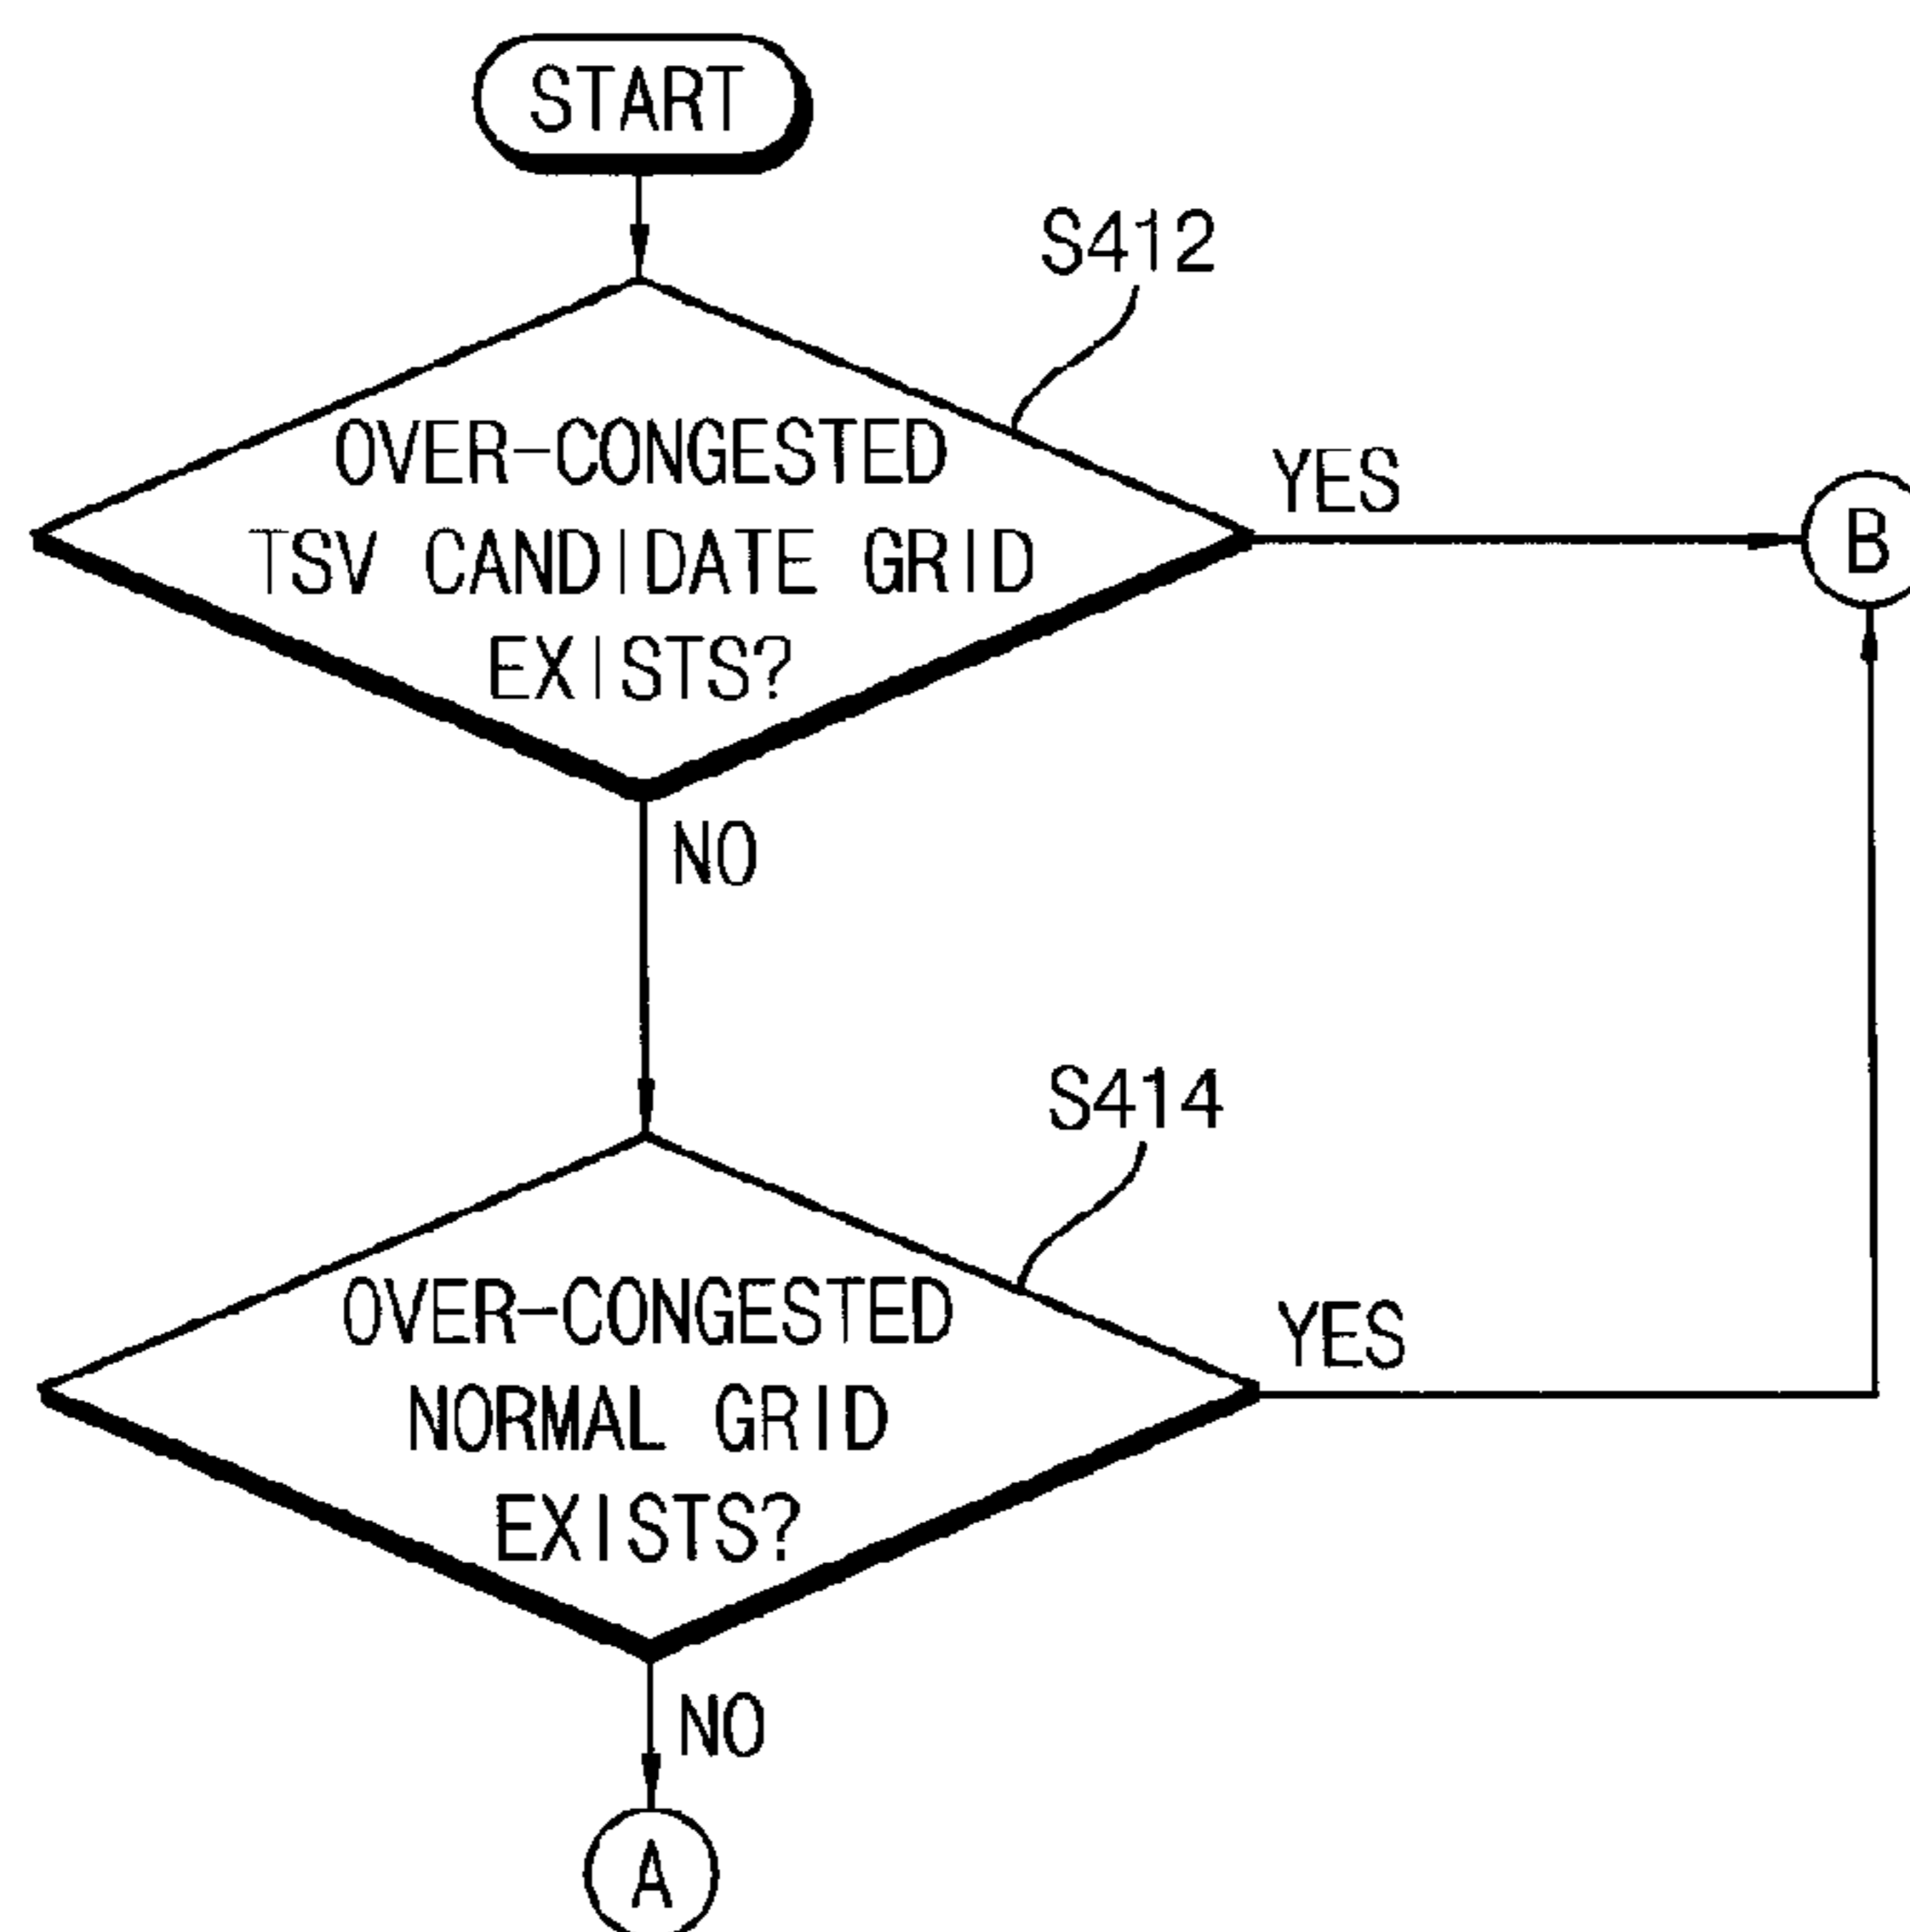 START
S412
OVER-CONGESTED
TSV CANDIDATE GRID
EXISTS?
YES
B
NO
S414
OVER-CONGESTED
NORMAL GRID
EXISTS?
YES
NO
A